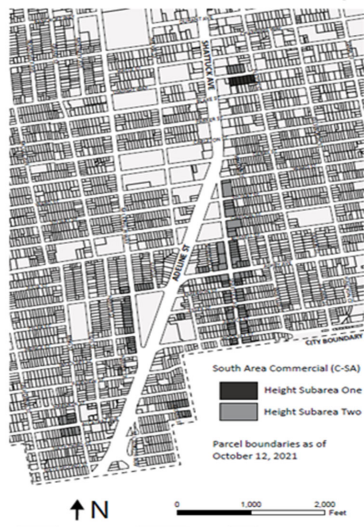 SHATTUCK AVE
ADELINE ST
CITY BOUNDARY
South Area Commercial (C-SA)
Height Subarea One
Height Subarea Two
Parcel boundaries as of
October 12, 2021
N
0 1,000 2,000
Feet